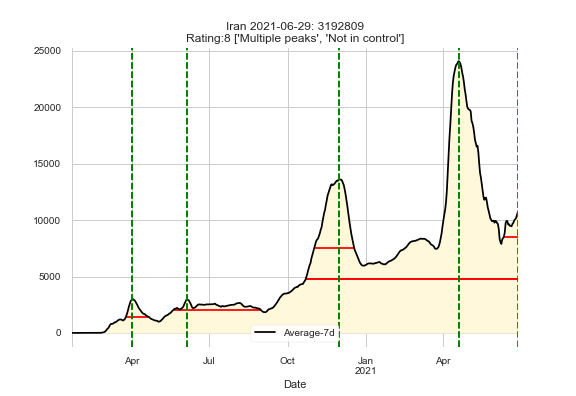 Iran 2021-06-29: 3192809
Rating:8 ['Multiple peaks', 'Not in control']
25000
20000
15000
10000
5000
0
Average-7d
Apr
Jul
Oct
Jan
2021
Apr
Date